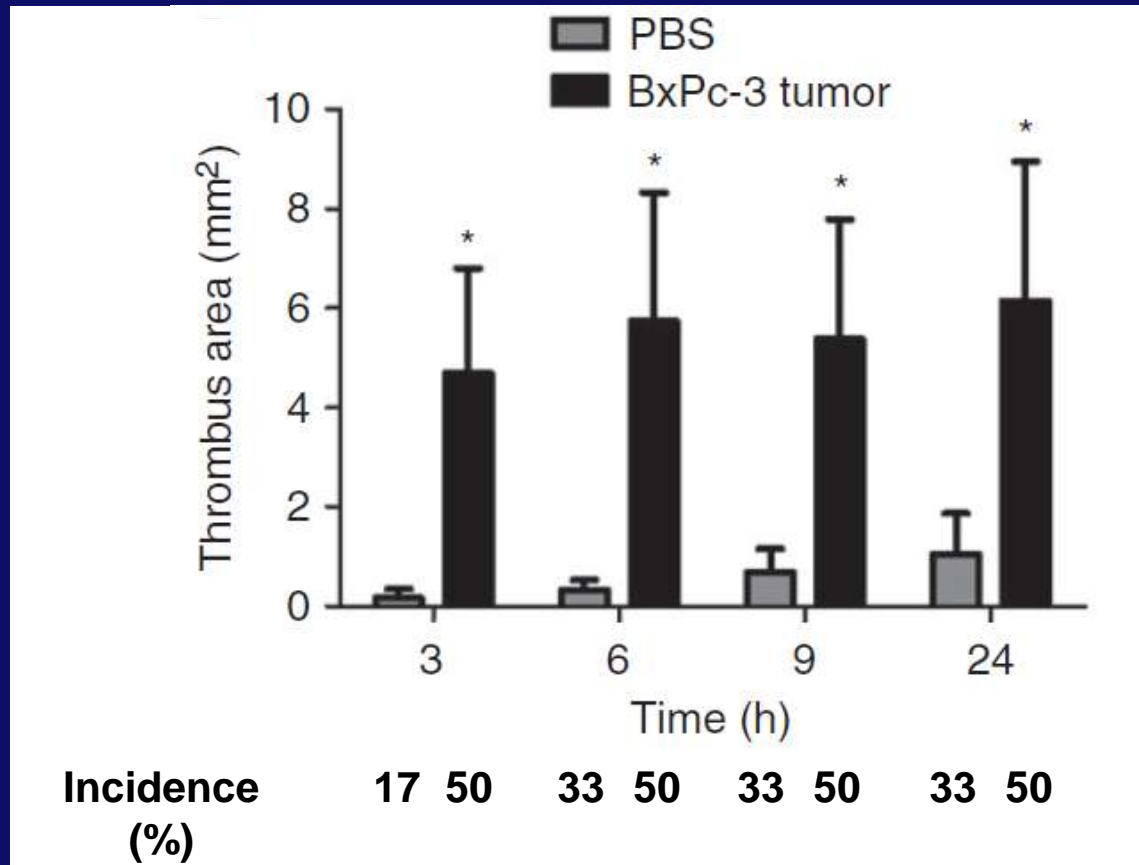 PBS
BxPc-3 tumor
Thrombus area (mm²)
10
8
6
4
2
0
* * * *
3 6 9 24
Time (h)
Incidence 17 50 33 50 33 50 33 50
(%)